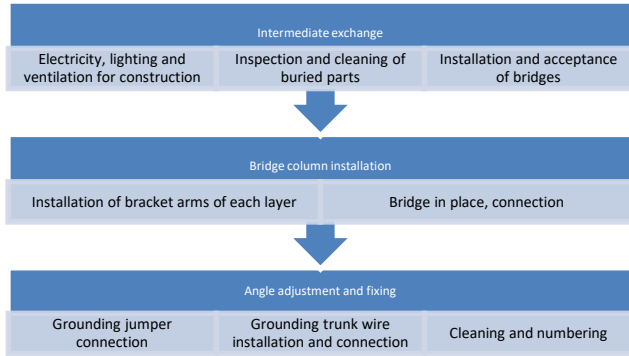 Intermediate exchange
Electricity, lighting and
ventilation for construction
Inspection and cleaning of
buried parts
Installation and acceptance
of bridges
Bridge column installation
Installation of bracket arms of each layer
Bridge in place, connection
Angle adjustment and fixing
Grounding jumper
connection
Grounding trunk wire
installation and connection
Cleaning and numbering